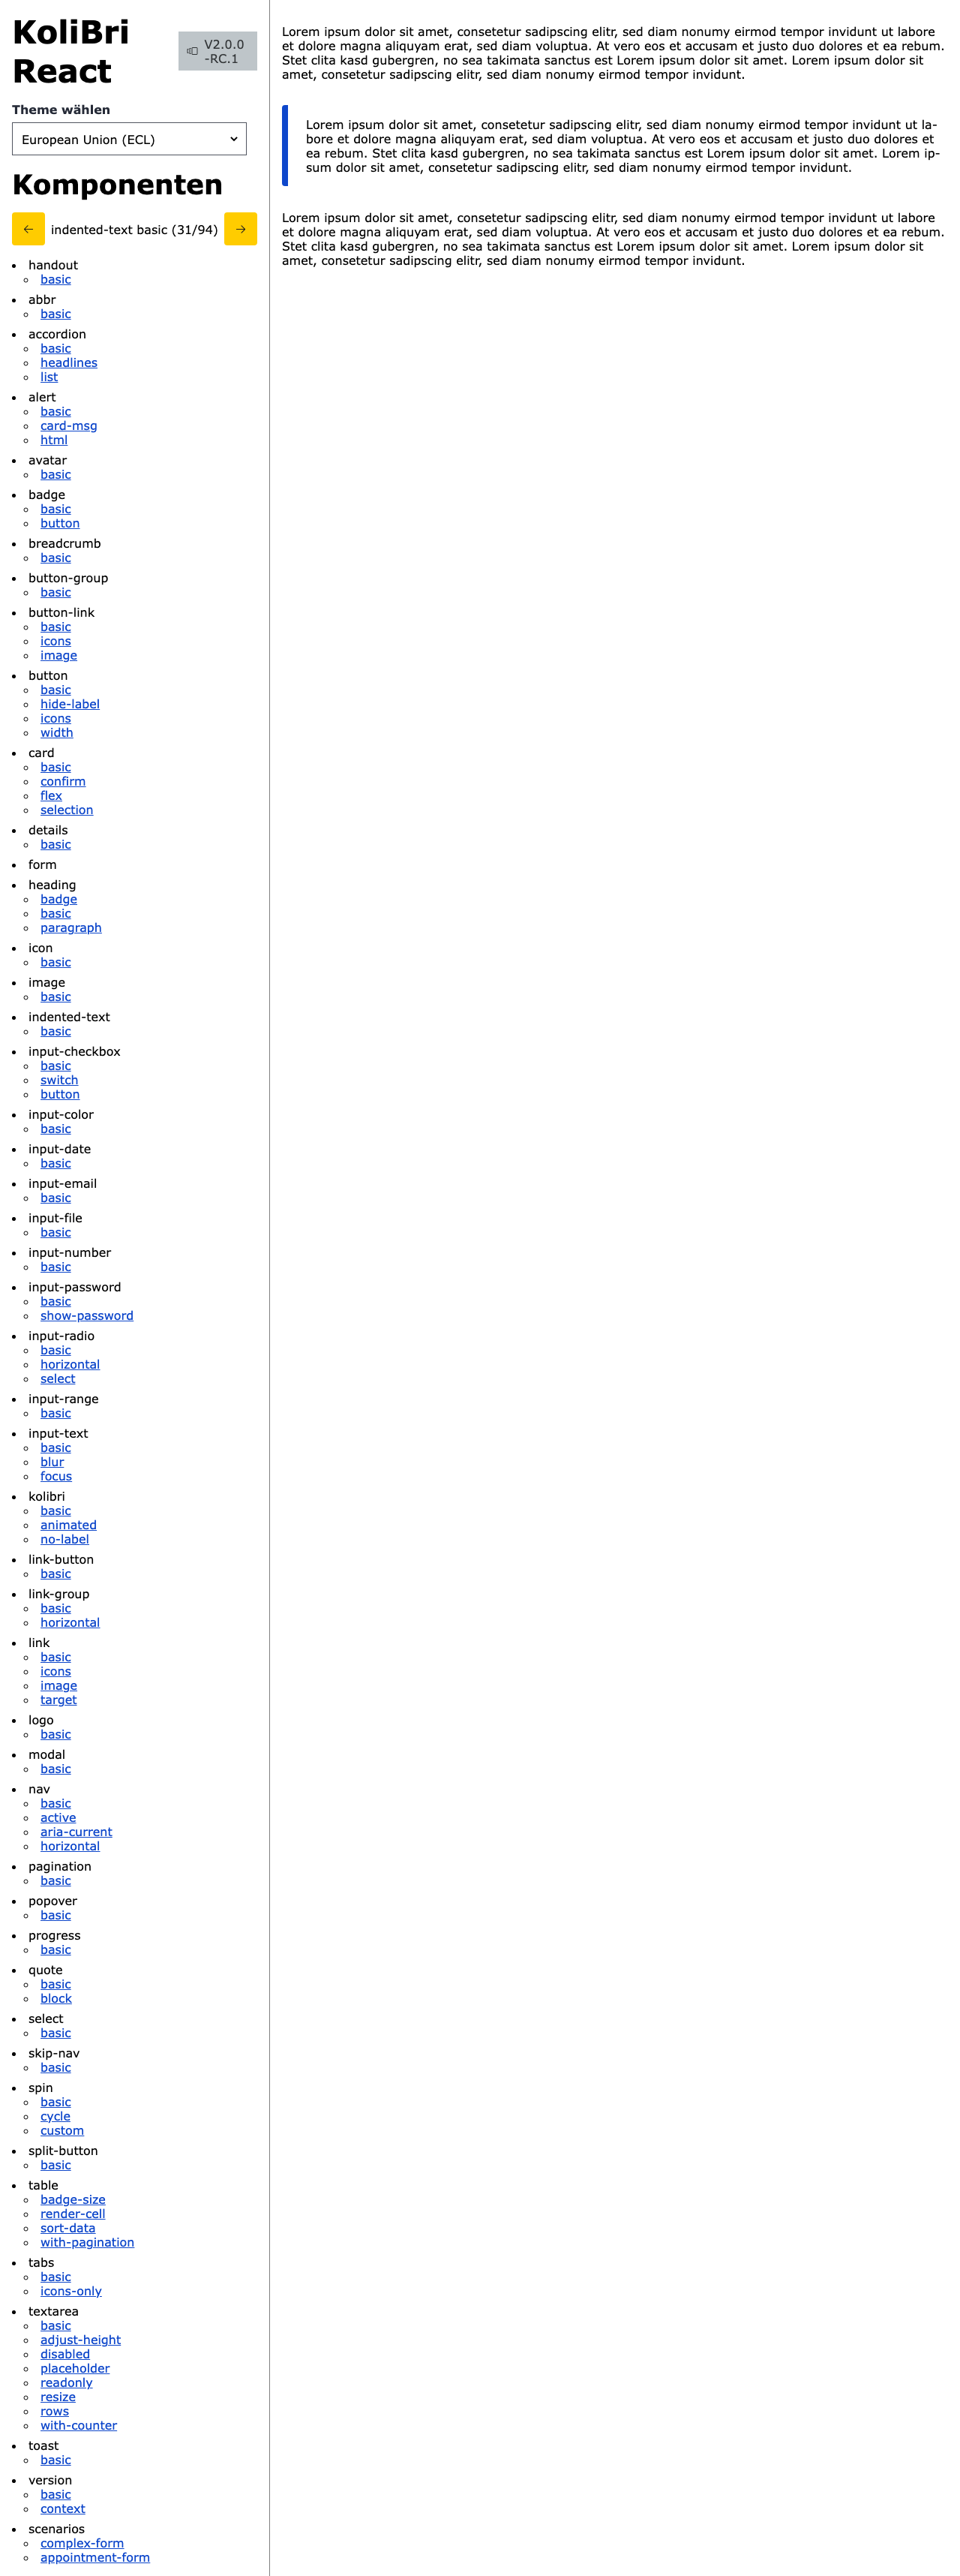 KoliBri
React
V2.0.0
-RC.1
Theme wählen
European Union (ECL)
Komponenten
← indented-text basic (31/94) →
handout
basic
abbr
basic
accordion
basic
headlines
list
alert
basic
card-msg
html
avatar
basic
badge
basic
button
breadcrumb
basic
button-group
basic
button-link
basic
icons
image
button
basic
hide-label
icons
width
card
basic
confirm
flex
selection
details
basic
form
heading
badge
basic
paragraph
icon
basic
image
basic
indented-text
basic
input-checkbox
basic
switch
button
input-color
basic
input-date
basic
input-email
basic
input-file
basic
input-number
basic
input-password
basic
show-password
input-radio
basic
horizontal
select
input-range
basic
input-text
basic
blur
focus
kolibri
basic
animated
no-label
link-button
basic
link-group
basic
horizontal
link
basic
icons
image
target
logo
basic
modal
basic
nav
basic
active
aria-current
horizontal
pagination
basic
popover
basic
progress
basic
quote
basic
block
select
basic
skip-nav
basic
spin
basic
cycle
custom
split-button
basic
table
badge-size
render-cell
sort-data
with-pagination
tabs
basic
icons-only
textarea
basic
adjust-height
disabled
placeholder
readonly
resize
rows
with-counter
toast
basic
version
basic
context
scenarios
complex-form
appointment-form
Lorem ipsum dolor sit amet, consetetur sadipscing elitr, sed diam nonumy eirmod tempor invidunt ut labore
et dolore magna aliquyam erat, sed diam voluptua. At vero eos et accusam et justo duo dolores et ea rebum.
Stet clita kasd gubergren, no sea takimata sanctus est Lorem ipsum dolor sit amet. Lorem ipsum dolor sit
amet, consetetur sadipscing elitr, sed diam nonumy eirmod tempor invidunt.
Lorem ipsum dolor sit amet, consetetur sadipscing elitr, sed diam nonumy eirmod tempor invidunt ut la-
bore et dolore magna aliquyam erat, sed diam voluptua. At vero eos et accusam et justo duo dolores et
ea rebum. Stet clita kasd gubergren, no sea takimata sanctus est Lorem ipsum dolor sit amet. Lorem ip-
sum dolor sit amet, consetetur sadipscing elitr, sed diam nonumy eirmod tempor invidunt.
Lorem ipsum dolor sit amet, consetetur sadipscing elitr, sed diam nonumy eirmod tempor invidunt ut labore
et dolore magna aliquyam erat, sed diam voluptua. At vero eos et accusam et justo duo dolores et ea rebum.
Stet clita kasd gubergren, no sea takimata sanctus est Lorem ipsum dolor sit amet. Lorem ipsum dolor sit
amet, consetetur sadipscing elitr, sed diam nonumy eirmod tempor invidunt.